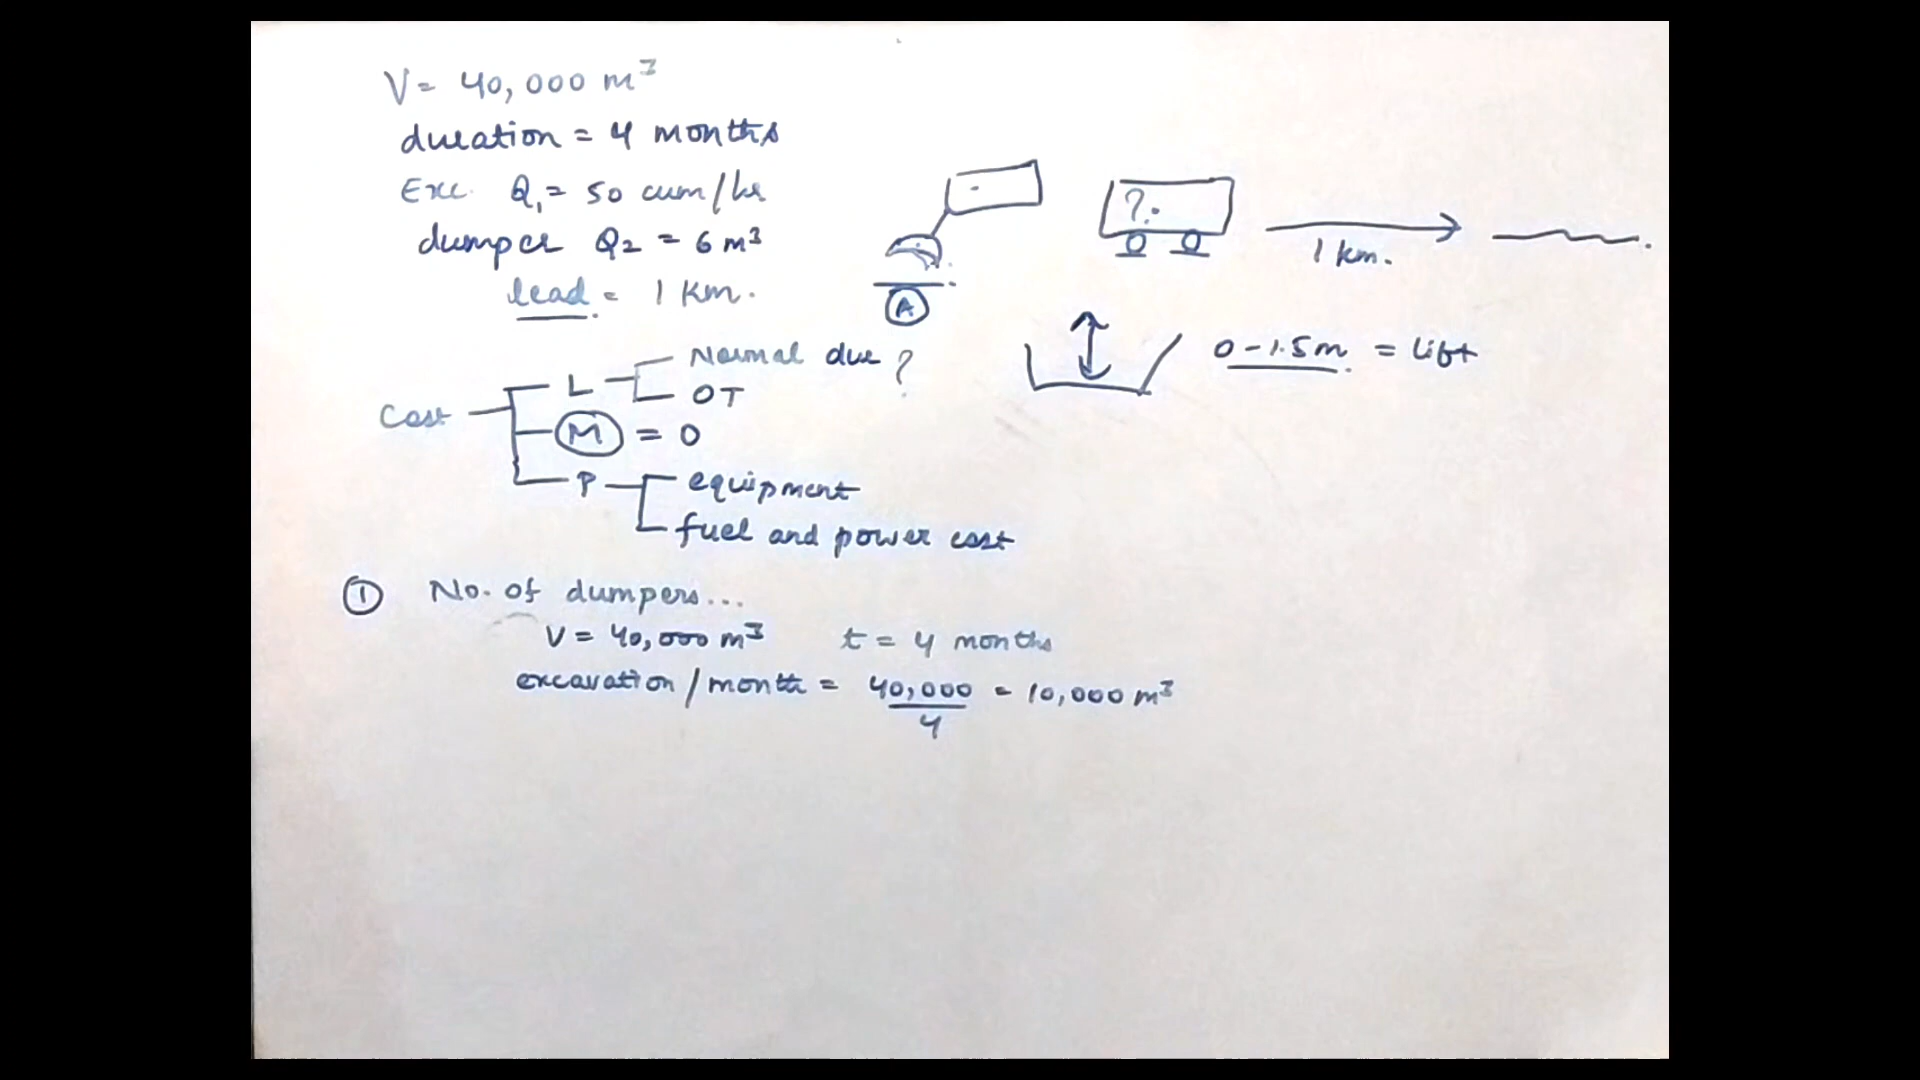 V = 40,000 m³
duration = 4 months
Exc. Q₁ = 50 cum/hr
dumper Q₂ = 6 m³
lead = 1 km.
A
?
1 km.
0 - 1.5m = lift
Cost
L
Normal dur ?
OT
M = 0
P
equipment
fuel and power cost
① No. of dumpers...
V = 40,000 m³ t = 4 months
excavation / month = 40,000 / 4 = 10,000 m³